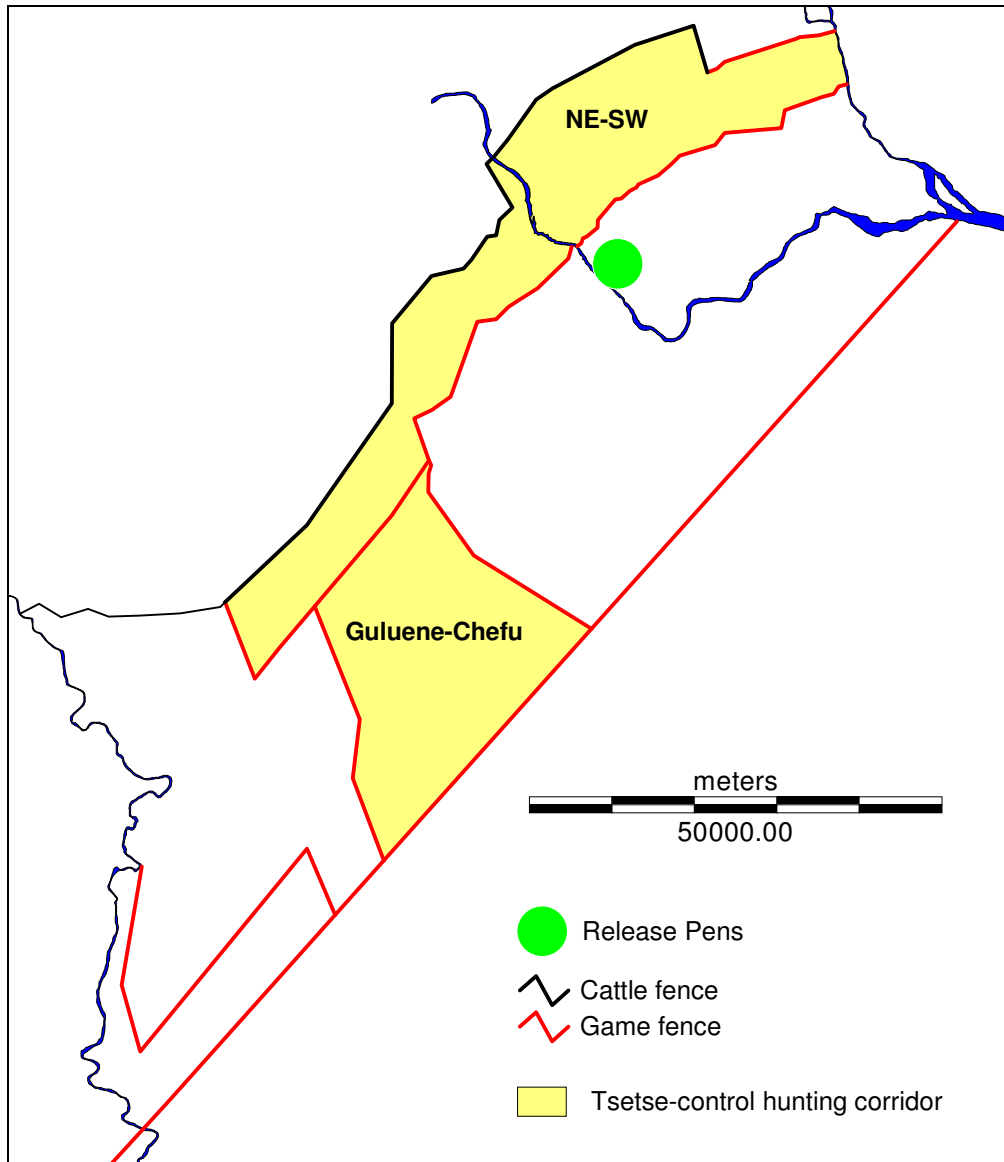 NE-SW
Guluene-Chefu
meters
50000.00
Release Pens
Cattle fence
Game fence
Tsetse-control hunting corridor